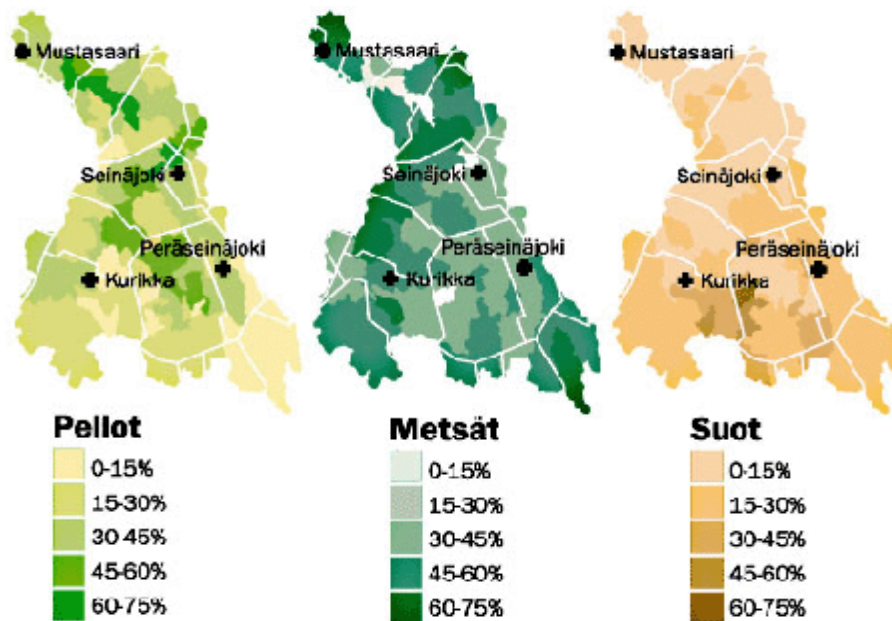 Mustasaari
Seinäjoki
Peräseinäjoki
Kurikka
Pellot
0-15%
15-30%
30-45%
45-60%
60-75%
Mustasaari
Seinäjoki
Peräseinäjoki
Kurikka
Metsät
0-15%
15-30%
30-45%
45-60%
60-75%
Mustasaari
Seinäjoki
Peräseinäjoki
Kurikka
Suot
0-15%
15-30%
30-45%
45-60%
60-75%